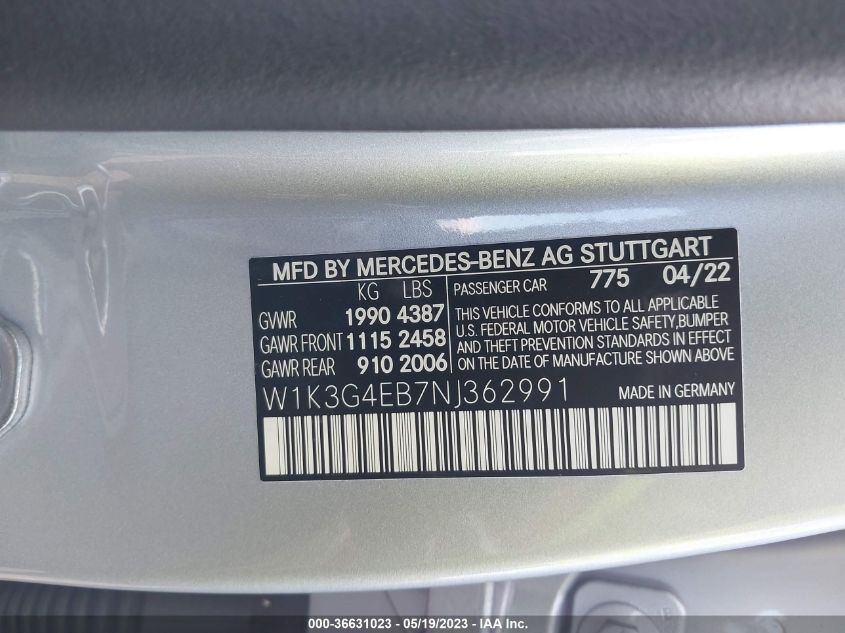 MFD BY MERCEDES-BENZ AG STUTTGART
KG LBS PASSENGER CAR 775 04/22
GWWR 1990 4387
GAWR FRONT 1115 2458
GAWR REAR 910 2006
THIS VEHICLE CONFORMS TO ALL APPLICABLE
U.S. FEDERAL MOTOR VEHICLE SAFETY, BUMPER
AND THEFT PREVENTION STANDARDS IN EFFECT
ON THE DATE OF MANUFACTURE SHOWN ABOVE
W1K3G4EB7NJ362991 MADE IN GERMANY
000-36631023 - 05/19/2023 - IAA Inc.